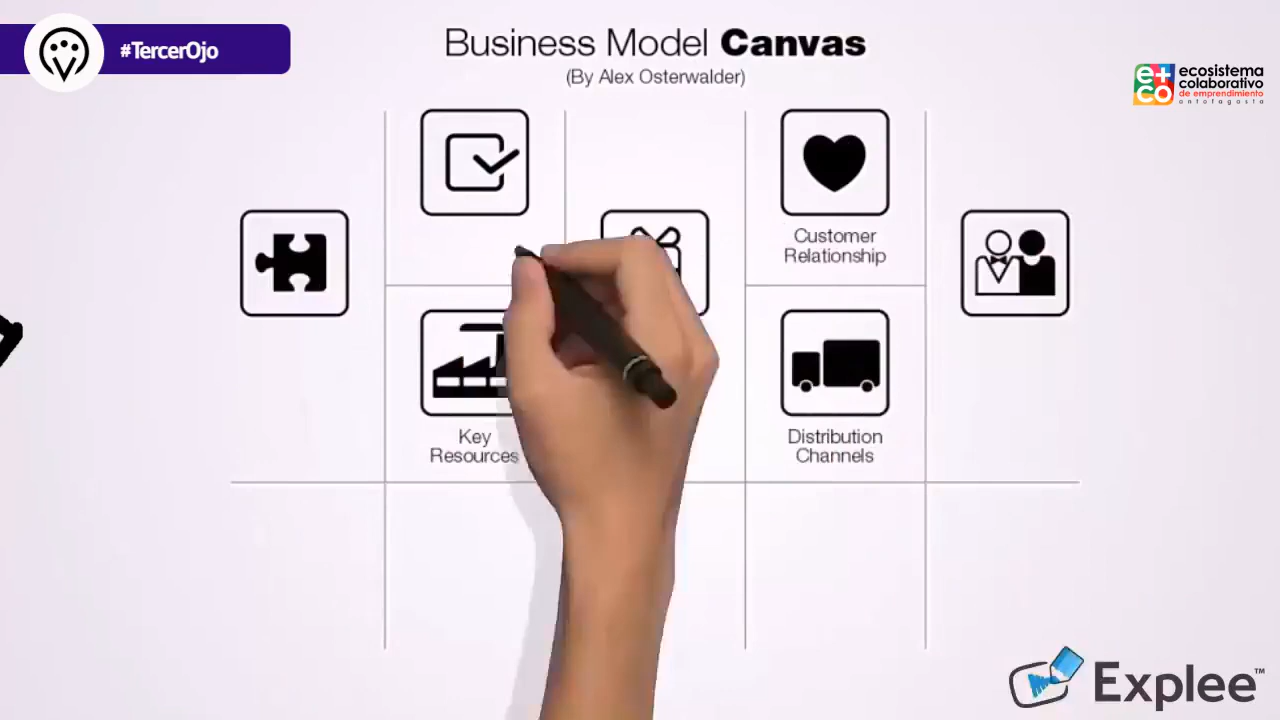 #TercerOjo
Business Model Canvas
(By Alex Osterwalder)
e+
co
ecosistema
colaborativo
de emprendimiento
antofagasta
Customer
Relationship
Key
Resources
Distribution
Channels
Explee™